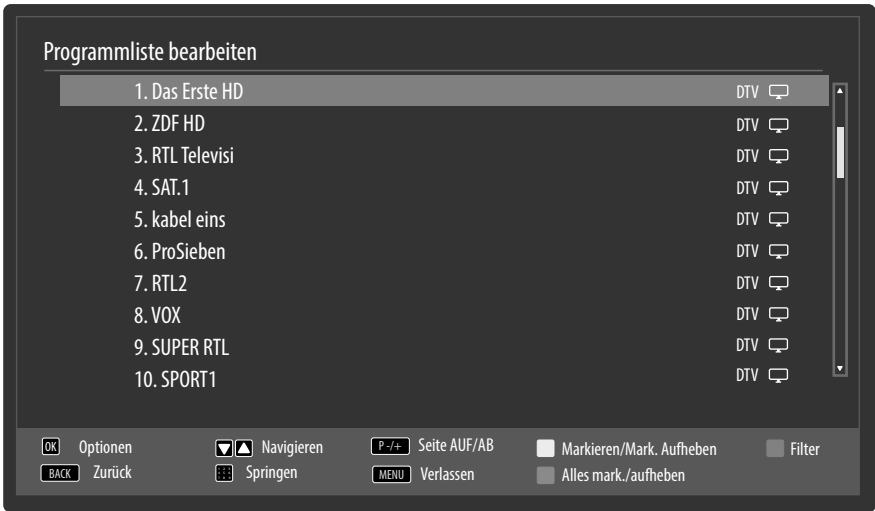 Programmliste bearbeiten
1. Das Erste HD DTV
2. ZDF HD DTV
3. RTL Televisi DTV
4. SAT.1 DTV
5. kabel eins DTV
6. ProSieben DTV
7. RTL2 DTV
8. VOX DTV
9. SUPER RTL DTV
10. SPORT1 DTV
OK Optionen Navigieren P -/+ Seite AUF/AB Markieren/Mark. Aufheben Filter
BACK Zurück Springen MENU Verlassen Alles mark./aufheben